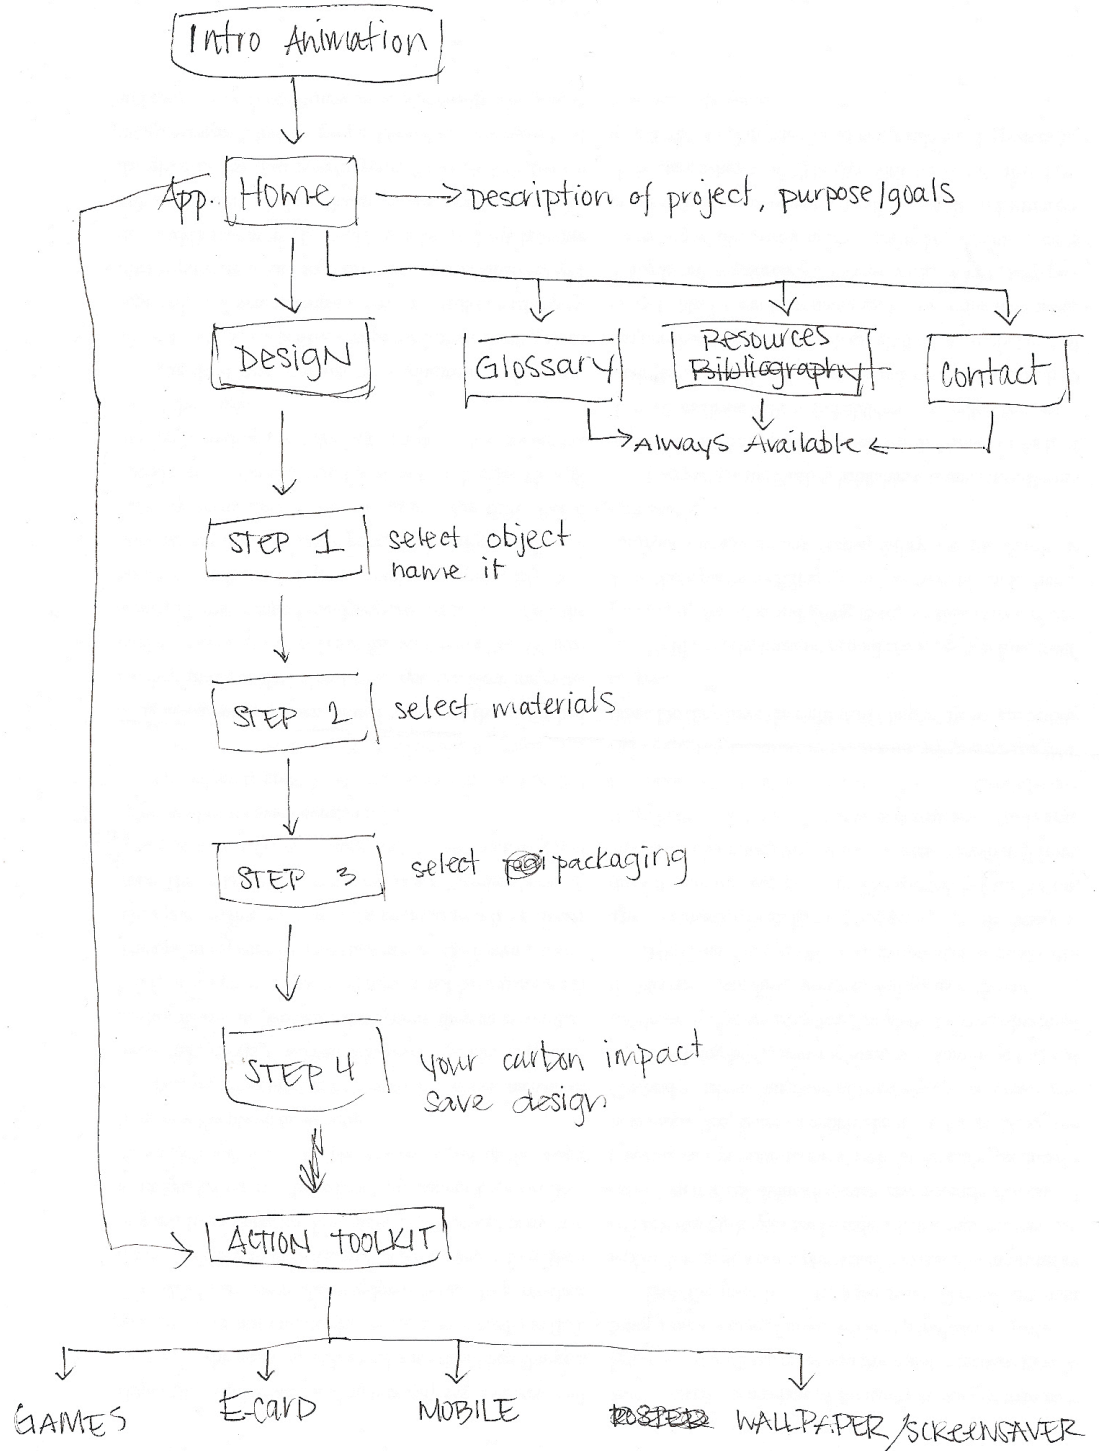 Intro Animation
App. Home → Description of project, purpose/goals
Design
Glossary
Resources
Bibliography
Contact
Always Available
STEP 1
select object
name it
STEP 2
select materials
STEP 3
select packaging
STEP 4
your carbon impact
save design
ACTION TOOLKIT
GAMES
E-CARD
MOBILE
WALLPAPER/SCREENSAVER